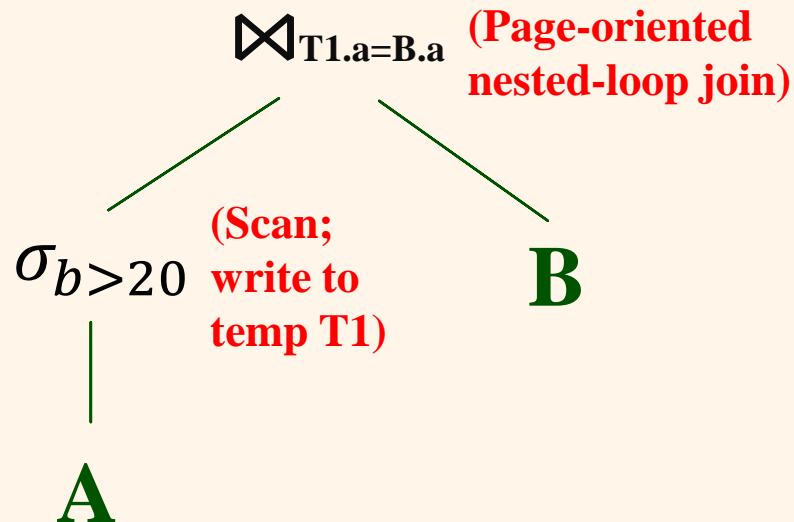 ⋈T1.a=B.a
(Page-oriented
nested-loop join)
σb>20
(Scan;
write to
temp T1)
B
A